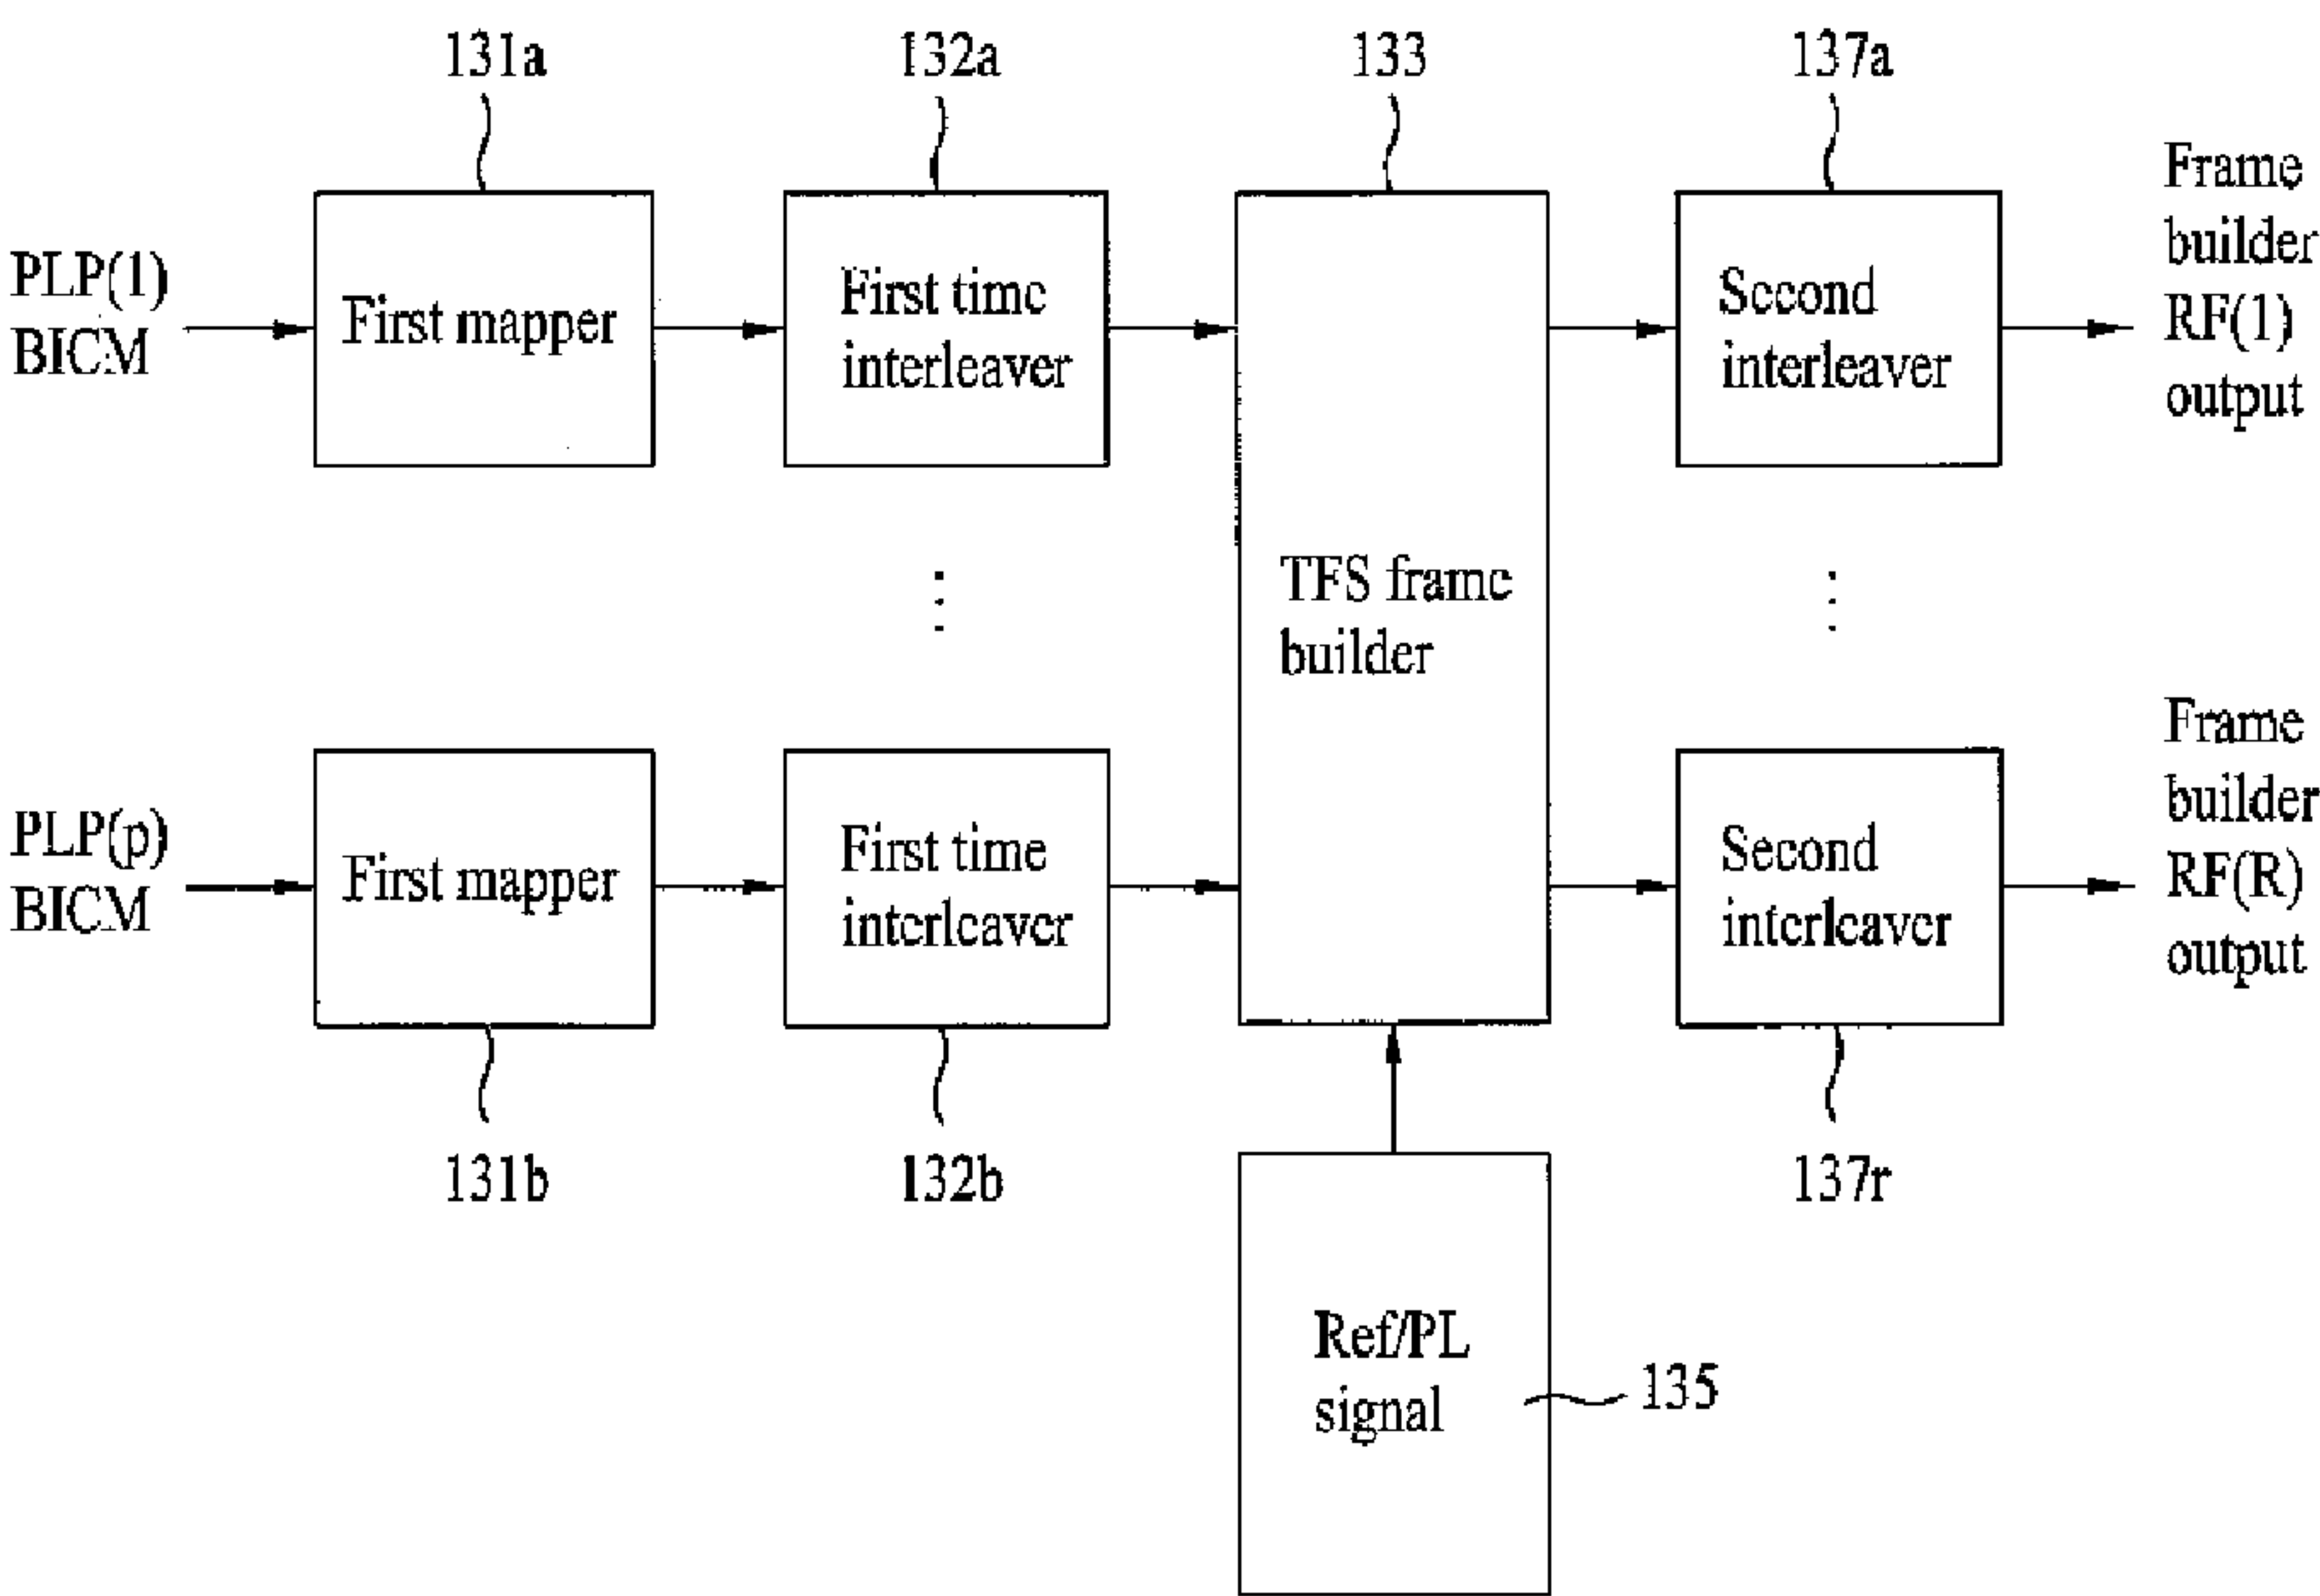 131a
132a
133
137a
PLP(1)
BICM
First mapper
First time
interleaver
Second
interleaver
Frame
builder
RF(1)
output
TFS frame
builder
PLP(p)
BICM
First mapper
First time
interleaver
Second
interleaver
Frame
builder
RF(R)
output
131b
132b
137r
Ref/PL
signal
135